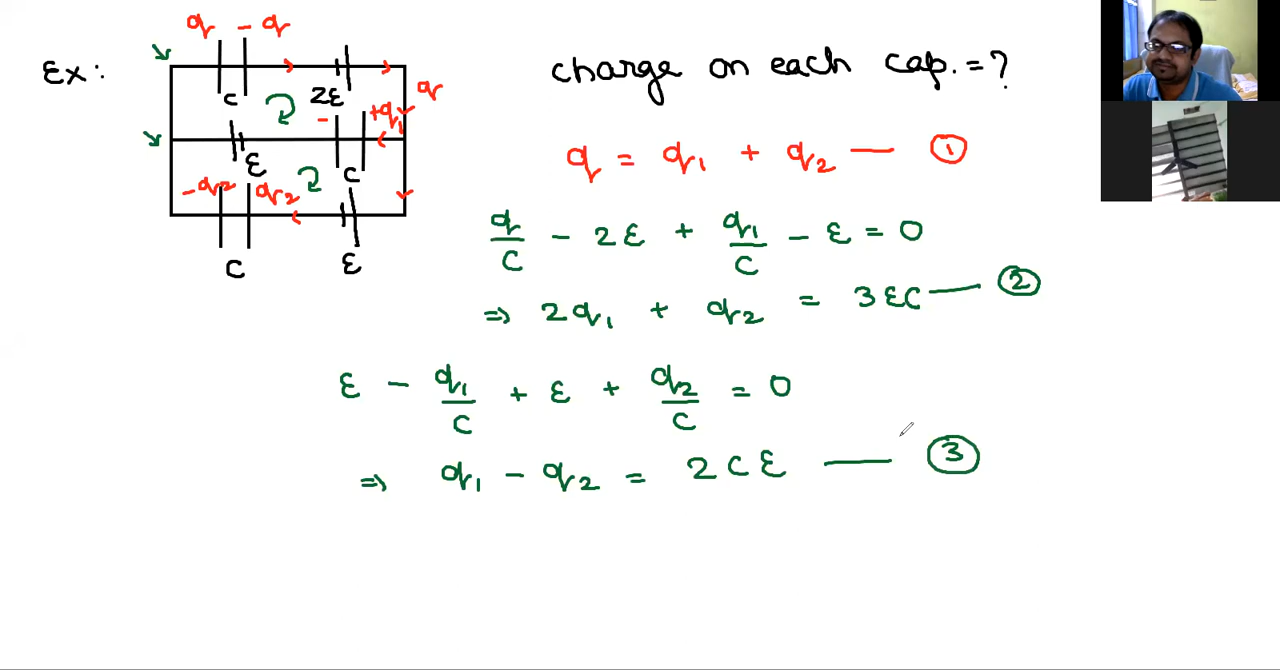 Ex:
q -q
charge on each cap. = ?
C 2ε q
- +q₁
ε C
q = q₁ + q₂ — ①
-q₂ q₂
C ε
q/C - 2ε + q₁/C - ε = 0
⇒ 2q₁ + q₂ = 3εC — ②
ε - q₁/C + ε + q₂/C = 0
⇒ q₁ - q₂ = 2Cε — ③